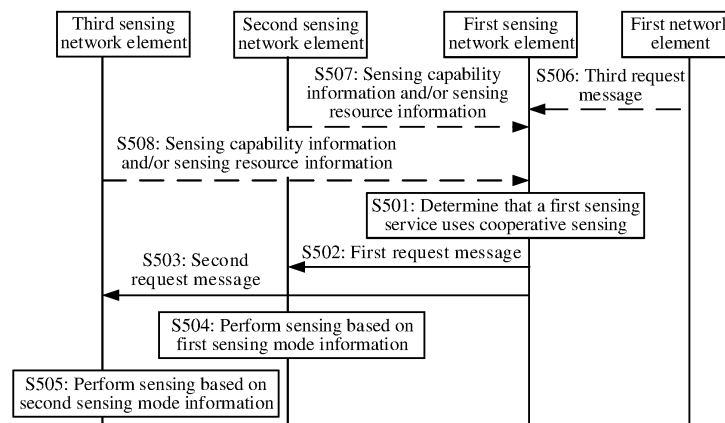 Third sensing
network element
Second sensing
network element
First sensing
network element
First network
element
S507: Sensing capability
information and/or sensing
resource information
S506: Third request
message
S508: Sensing capability information
and/or sensing resource information
S501: Determine that a first sensing
service uses cooperative sensing
S502: First request message
S503: Second
request message
S504: Perform sensing based on
first sensing mode information
S505: Perform sensing based on
second sensing mode information